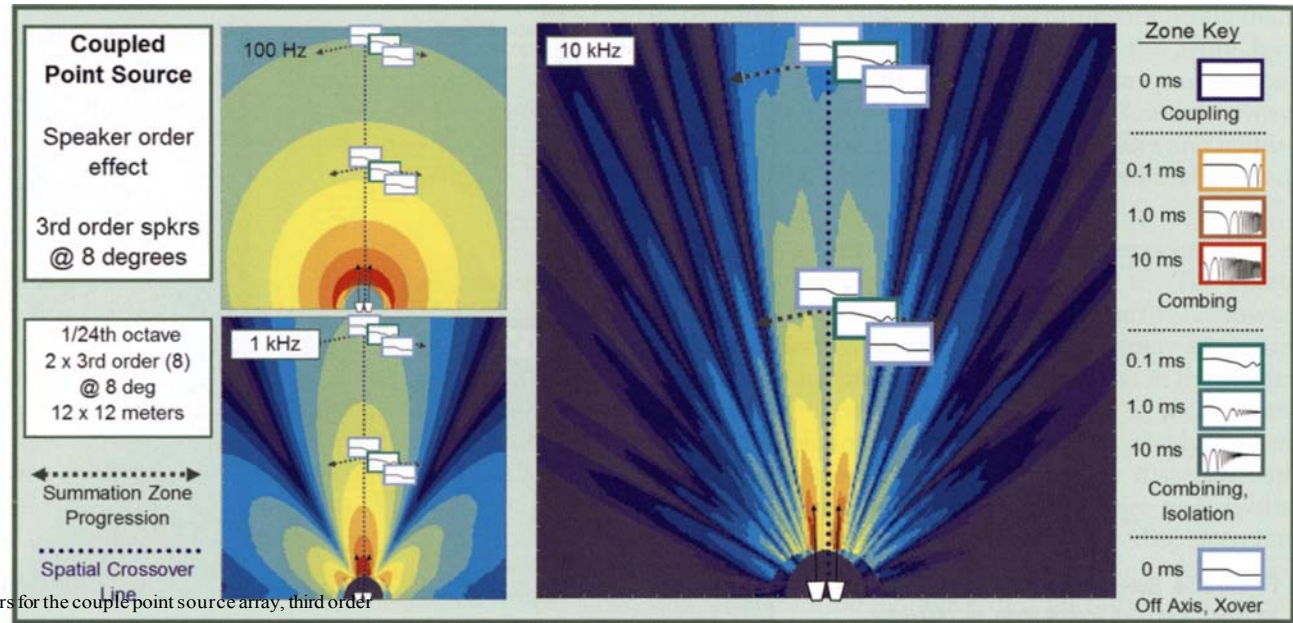 Coupled
Point Source
Speaker order
effect
3rd order spkrs
@ 8 degrees
1/24th octave
2 x 3rd order (8)
@ 8 deg
12 x 12 meters
Summation Zone
Progression
Spatial Crossover
Line
rs for the couple point source array, third order
100 Hz
1 kHz
10 kHz
Zone Key
0 ms
Coupling
0.1 ms
1.0 ms
10 ms
Combing
0.1 ms
1.0 ms
10 ms
Combining,
Isolation
0 ms
Off Axis, Xover